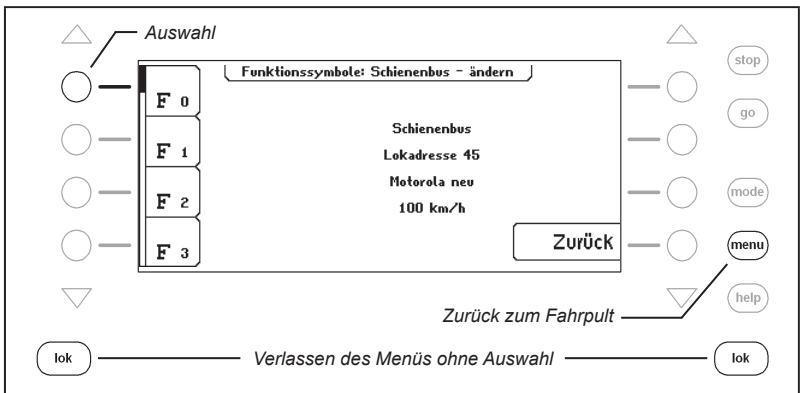 Auswahl
stop
Funktionssymbole: Schienenbus - ändern
F 0
go
Schienenbus
F 1
Lokadresse 45
Motorola neu
mode
F 2
100 km/h
Zurück
menu
F 3
help
Zurück zum Fahrpult
lok
Verlassen des Menüs ohne Auswahl
lok